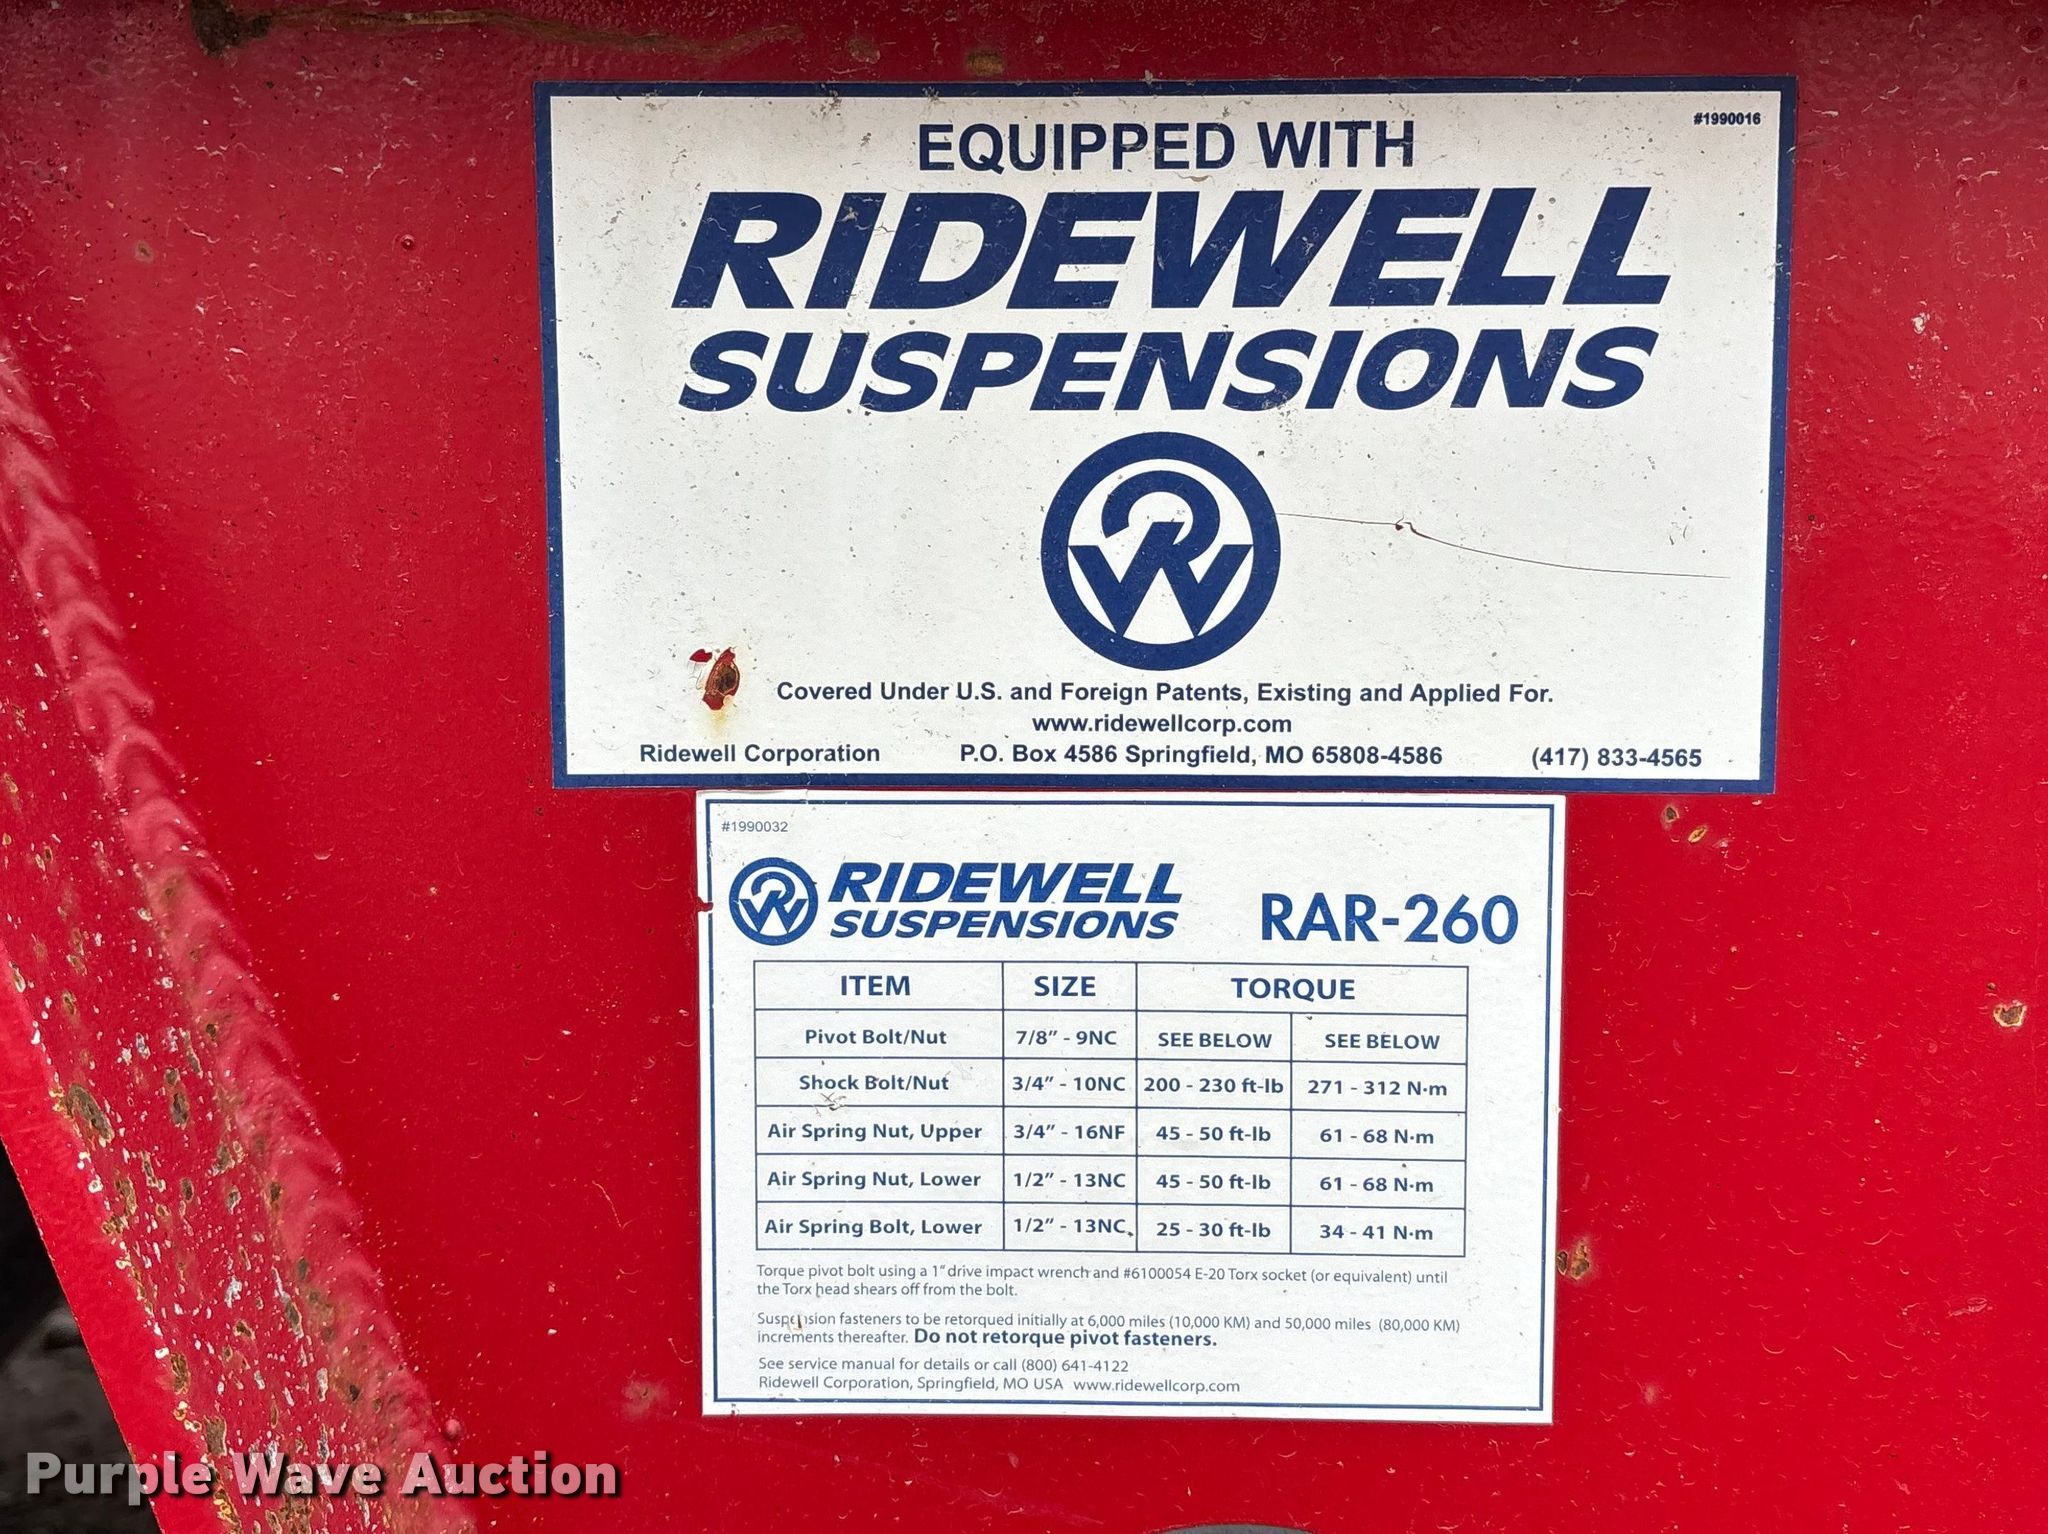 #1990016
EQUIPPED WITH
RIDEWELL
SUSPENSIONS
Covered Under U.S. and Foreign Patents, Existing and Applied For.
www.ridewellcorp.com
Ridewell Corporation P.O. Box 4586 Springfield, MO 65808-4586 (417) 833-4565
#1990032
RIDEWELL
SUSPENSIONS
RAR-260
ITEM SIZE TORQUE
Pivot Bolt/Nut 7/8" - 9NC SEE BELOW SEE BELOW
Shock Bolt/Nut 3/4" - 10NC 200 - 230 ft-lb 271 - 312 N·m
Air Spring Nut, Upper 3/4" - 16NF 45 - 50 ft-lb 61 - 68 N·m
Air Spring Nut, Lower 1/2" - 13NC 45 - 50 ft-lb 61 - 68 N·m
Air Spring Bolt, Lower 1/2" - 13NC 25 - 30 ft-lb 34 - 41 N·m
Torque pivot bolt using a 1" drive impact wrench and #6100054 E-20 Torx socket (or equivalent) until
the Torx head shears off from the bolt.
Suspension fasteners to be retorqued initially at 6,000 miles (10,000 KM) and 50,000 miles (80,000 KM)
increments thereafter. Do not retorque pivot fasteners.
See service manual for details or call (800) 641-4122
Ridewell Corporation, Springfield, MO USA www.ridewellcorp.com
Purple Wave Auction